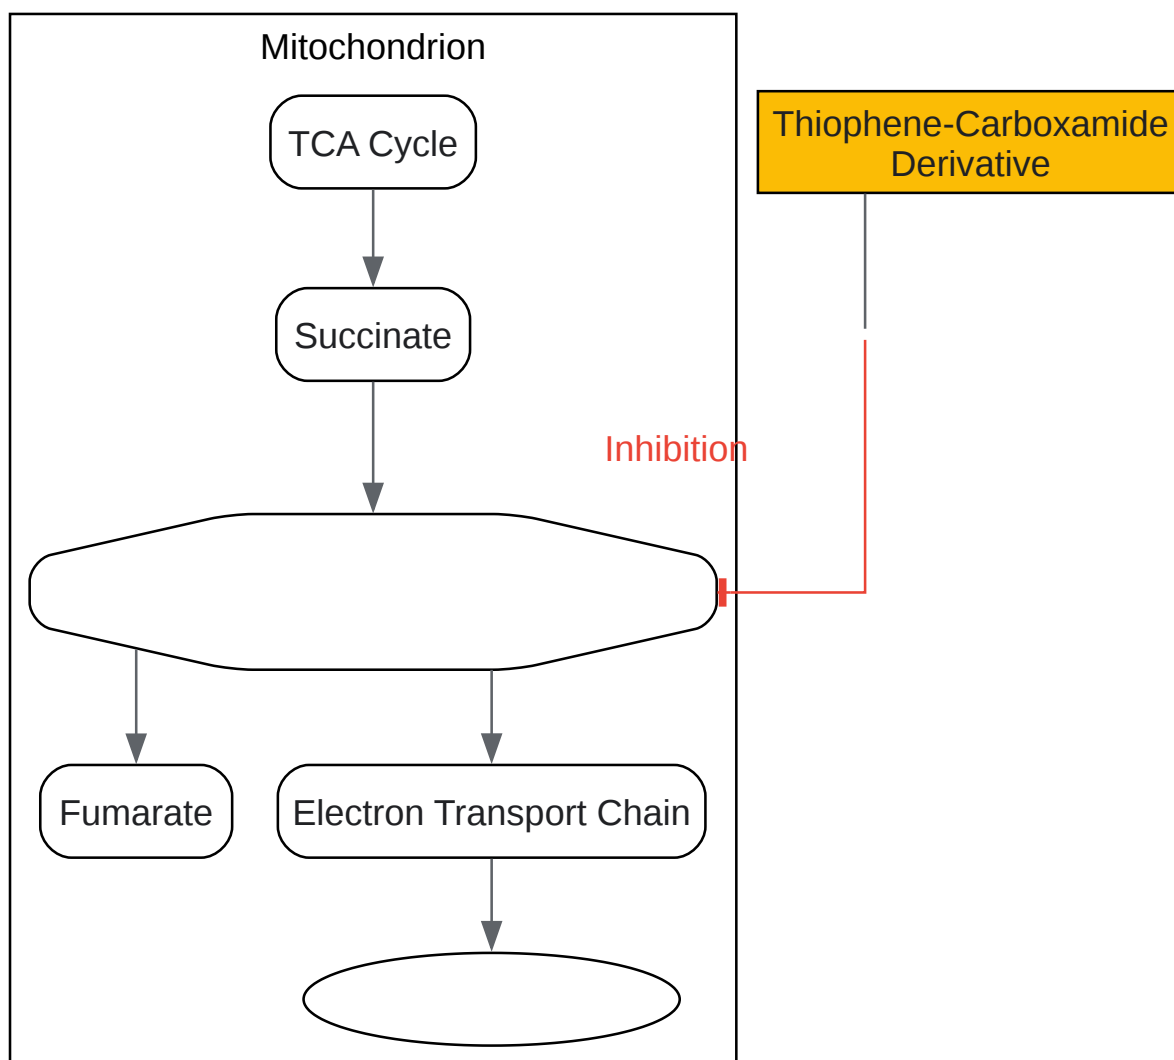 Mitochondrion
TCA Cycle
Thiophene-Carboxamide
Derivative
Succinate
Inhibition
Fumarate
Electron Transport Chain